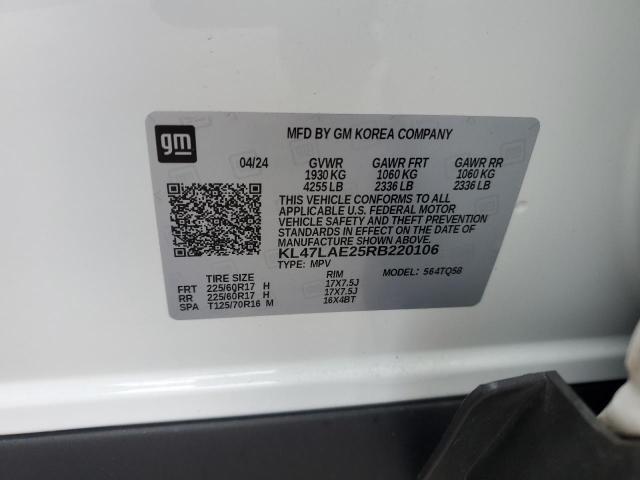 gm
MFD BY GM KOREA COMPANY
04/24 GVWR GAWR FRT GAWR RR
1930 KG 1060 KG 1060 KG
4255 LB 2336 LB 2336 LB
THIS VEHICLE CONFORMS TO ALL
APPLICABLE U.S. FEDERAL MOTOR
VEHICLE SAFETY AND THEFT PREVENTION
STANDARDS IN EFFECT ON THE DATE OF
MANUFACTURE SHOWN ABOVE.
KL47LAE25RB220106
TYPE: MPV MODEL: 564TQ58
TIRE SIZE RIM
FRT 225/60R17 H 17X7.5J
RR 225/60R17 H 17X7.5J
SPA T125/70R16 M 16X4BT